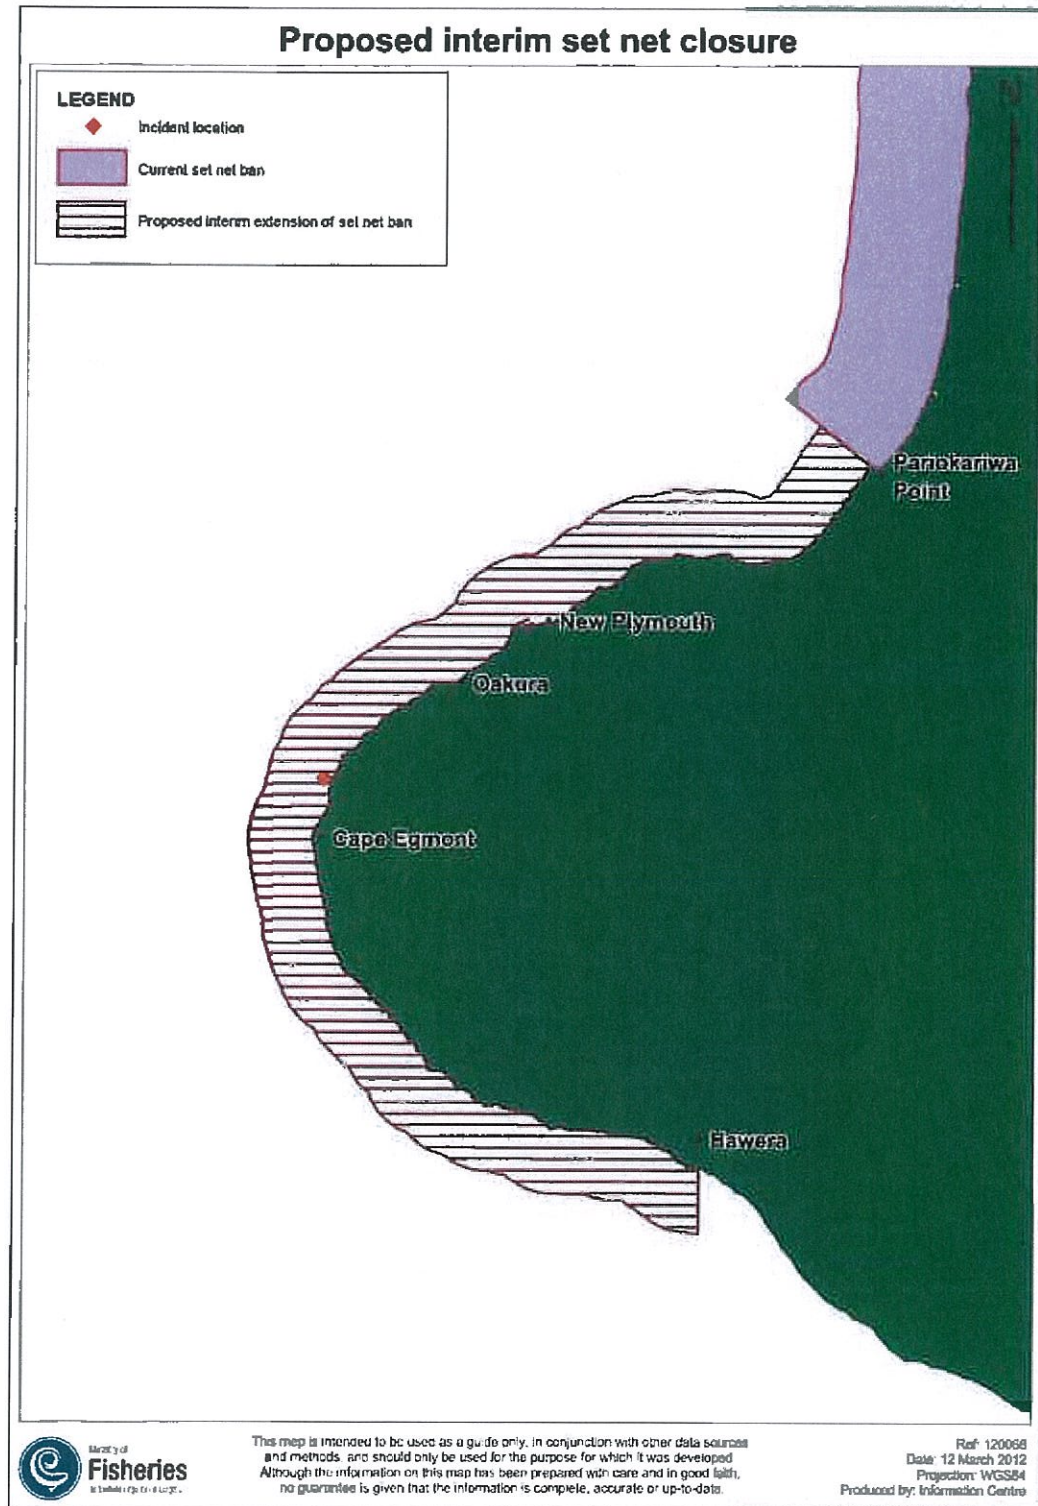 Proposed interim set net closure
LEGEND
Incident location
Current set net ban
Proposed interim extension of set net ban
Pariokariwa
Point
New Plymouth
Oakura
Cape Egmont
Hawera
Ministry of
Fisheries
This map is intended to be used as a guide only, in conjunction with other data sources
and methods, and should only be used for the purpose for which it was developed
Although the information on this map has been prepared with care and in good faith,
no guarantee is given that the information is complete, accurate or up-to-date.
Ref: 120068
Date: 12 March 2012
Projection: WGS84
Produced by: Information Centre